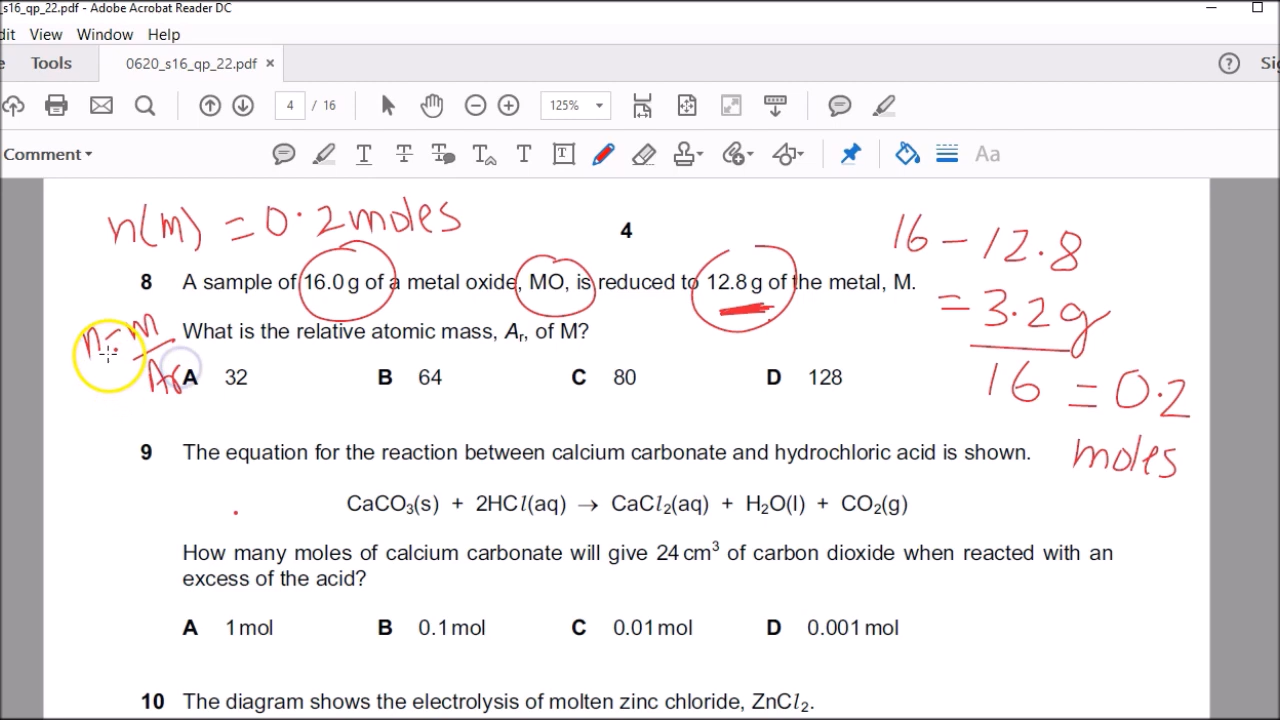 _s16_qp_22.pdf - Adobe Acrobat Reader DC
dit View Window Help
e Tools 0620_s16_qp_22.pdf × ? Sig
4 / 16 125%
Comment T T T T T T Aa
n(M) = 0.2 moles
4
16 - 12.8
8 A sample of 16.0 g of a metal oxide, MO, is reduced to 12.8 g of the metal, M.
= 3.2g
What is the relative atomic mass, Ar, of M?
n = m
Ar
16 = 0.2
moles
A 32 B 64 C 80 D 128
9 The equation for the reaction between calcium carbonate and hydrochloric acid is shown.
CaCO₃(s) + 2HCl(aq) → CaCl₂(aq) + H₂O(l) + CO₂(g)
How many moles of calcium carbonate will give 24 cm³ of carbon dioxide when reacted with an
excess of the acid?
A 1 mol B 0.1 mol C 0.01 mol D 0.001 mol
10 The diagram shows the electrolysis of molten zinc chloride, ZnCl₂.